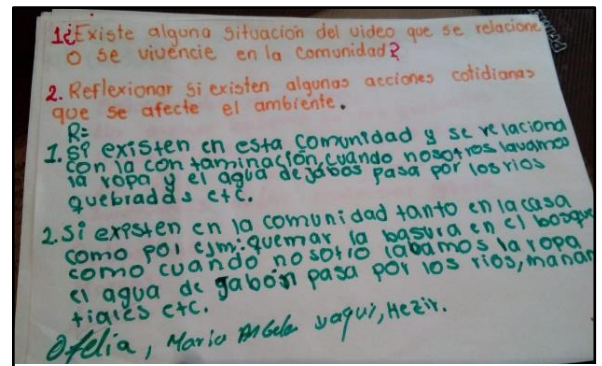 1¿Existe alguna situación del video que se relacione
o se vivencie en la comunidad?
2. Reflexionar si existen algunas acciones cotidianas
que se afecte el ambiente.
R=
1. si existen en esta comunidad y se relaciona
con la contaminación, cuando nosotros lavamos
la ropa y el agua de jabos pasa por los rios
quebradas etc.
2. si existen en la comunidad tanto en la casa
como por ejm: quemar la basura en el bosque
como cuando nosotrio labamos la ropa
el agua de jabón pasa por los rios, manan
tiales etc.
Ofelia, Maria Angela yaqui, Hezir.